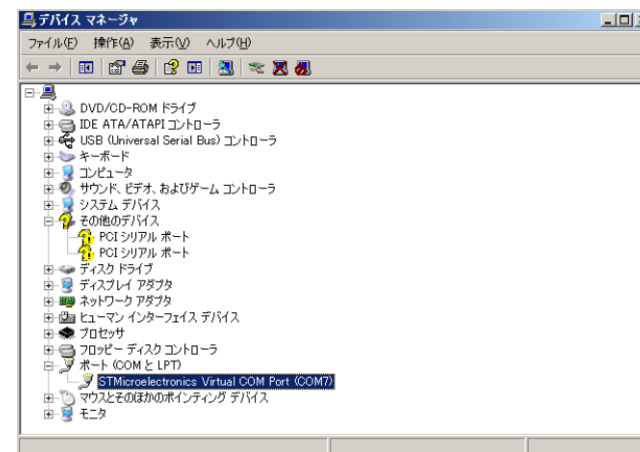 デバイス マネージャ
ファイル(F) 操作(A) 表示(V) ヘルプ(H)
DVD/CD-ROM ドライブ
IDE ATA/ATAPI コントローラ
USB (Universal Serial Bus) コントローラ
キーボード
コンピュータ
サウンド、ビデオ、およびゲーム コントローラ
システム デバイス
その他のデバイス
PCI シリアル ポート
PCI シリアル ポート
ディスク ドライブ
ディスプレイ アダプタ
ネットワーク アダプタ
ヒューマン インターフェイス デバイス
プロセッサ
フロッピー ディスク コントローラ
ポート (COM と LPT)
STMicroelectronics Virtual COM Port (COM7)
マウスとそのほかのポインティング デバイス
モニタ